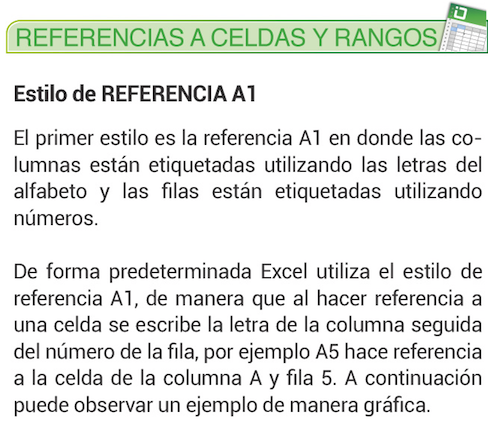 REFERENCIAS A CELDAS Y RANGOS
Estilo de REFERENCIA A1
El primer estilo es la referencia A1 en donde las co-
lumnas están etiquetadas utilizando las letras del
alfabeto y las filas están etiquetadas utilizando
números.
De forma predeterminada Excel utiliza el estilo de
referencia A1, de manera que al hacer referencia a
una celda se escribe la letra de la columna seguida
del número de la fila, por ejemplo A5 hace referencia
a la celda de la columna A y fila 5. A continuación
puede observar un ejemplo de manera gráfica.